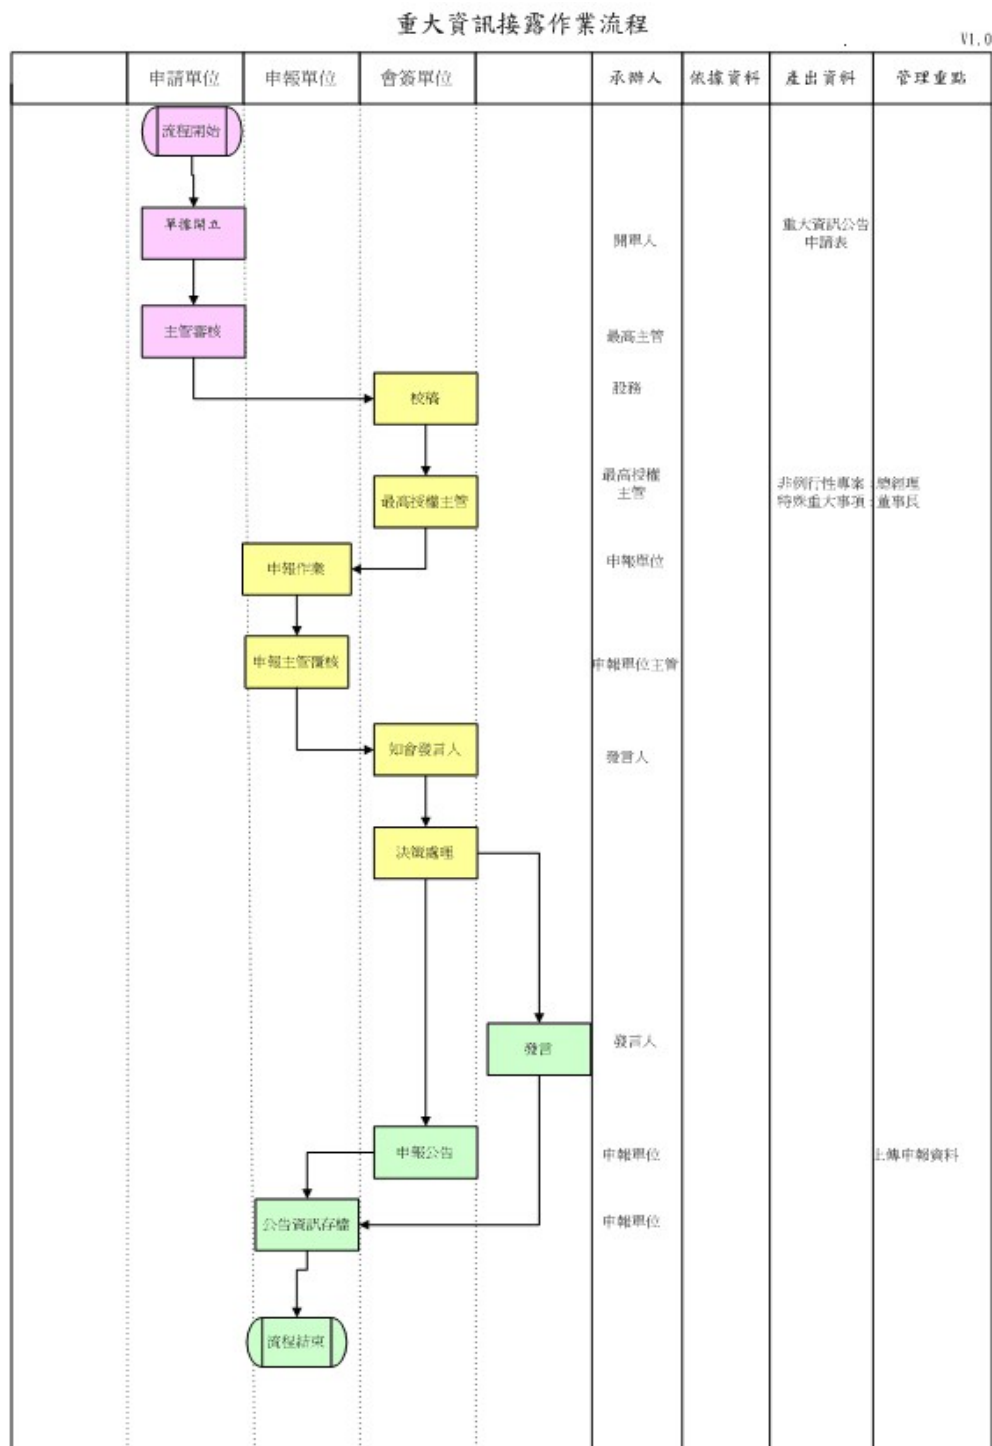 重大資訊接露作業流程
V1.0
申請單位 申報單位 會簽單位 承辦人 依據資料 產出資料 管理重點
流程開始
單據開立
開單人
重大資訊公告
申請表
主管審核
最高主管
校稿
股務
最高授權主管
最高授權
主管
非例行性專案:總經理
特殊重大事項:董事長
申報作業
申報單位
申報主管覆核
申報單位主管
知會發言人
發言人
決策處理
發言
發言人
申報公告
申報單位
上傳申報資料
公告資訊存檔
申報單位
流程結束